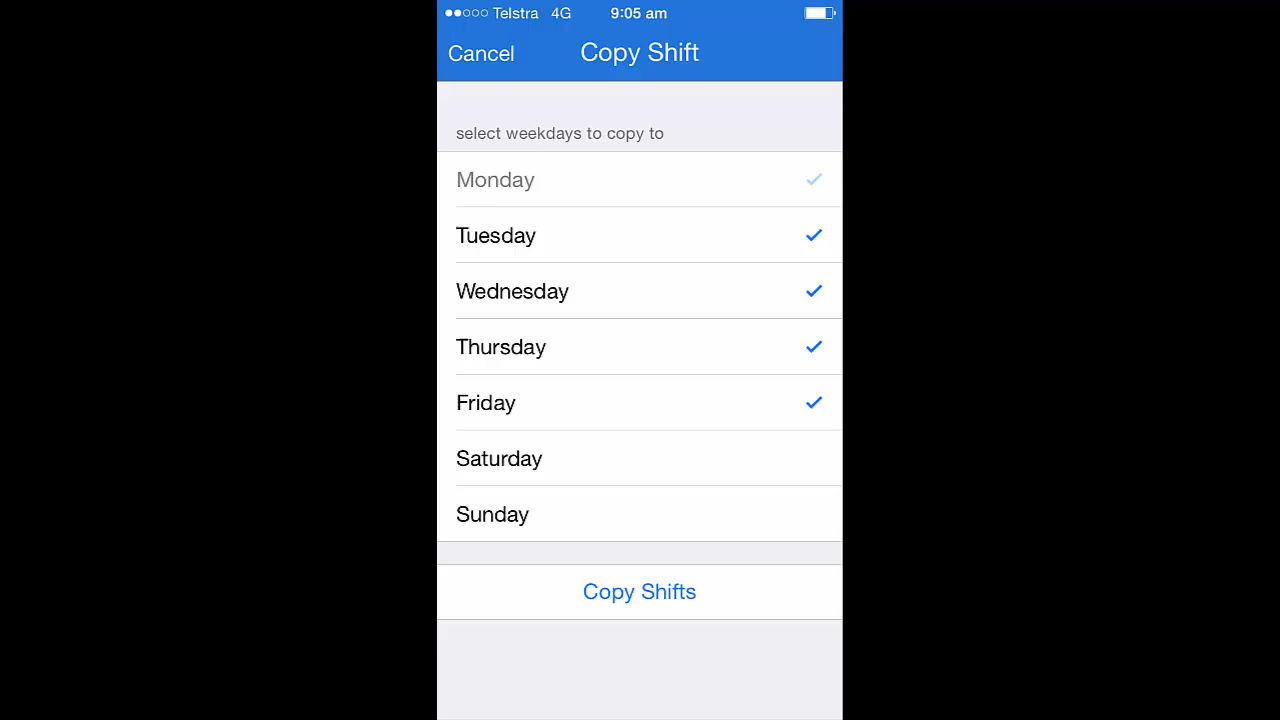 Telstra 4G 9:05 am
Cancel Copy Shift
select weekdays to copy to
Monday
Tuesday
Wednesday
Thursday
Friday
Saturday
Sunday
Copy Shifts